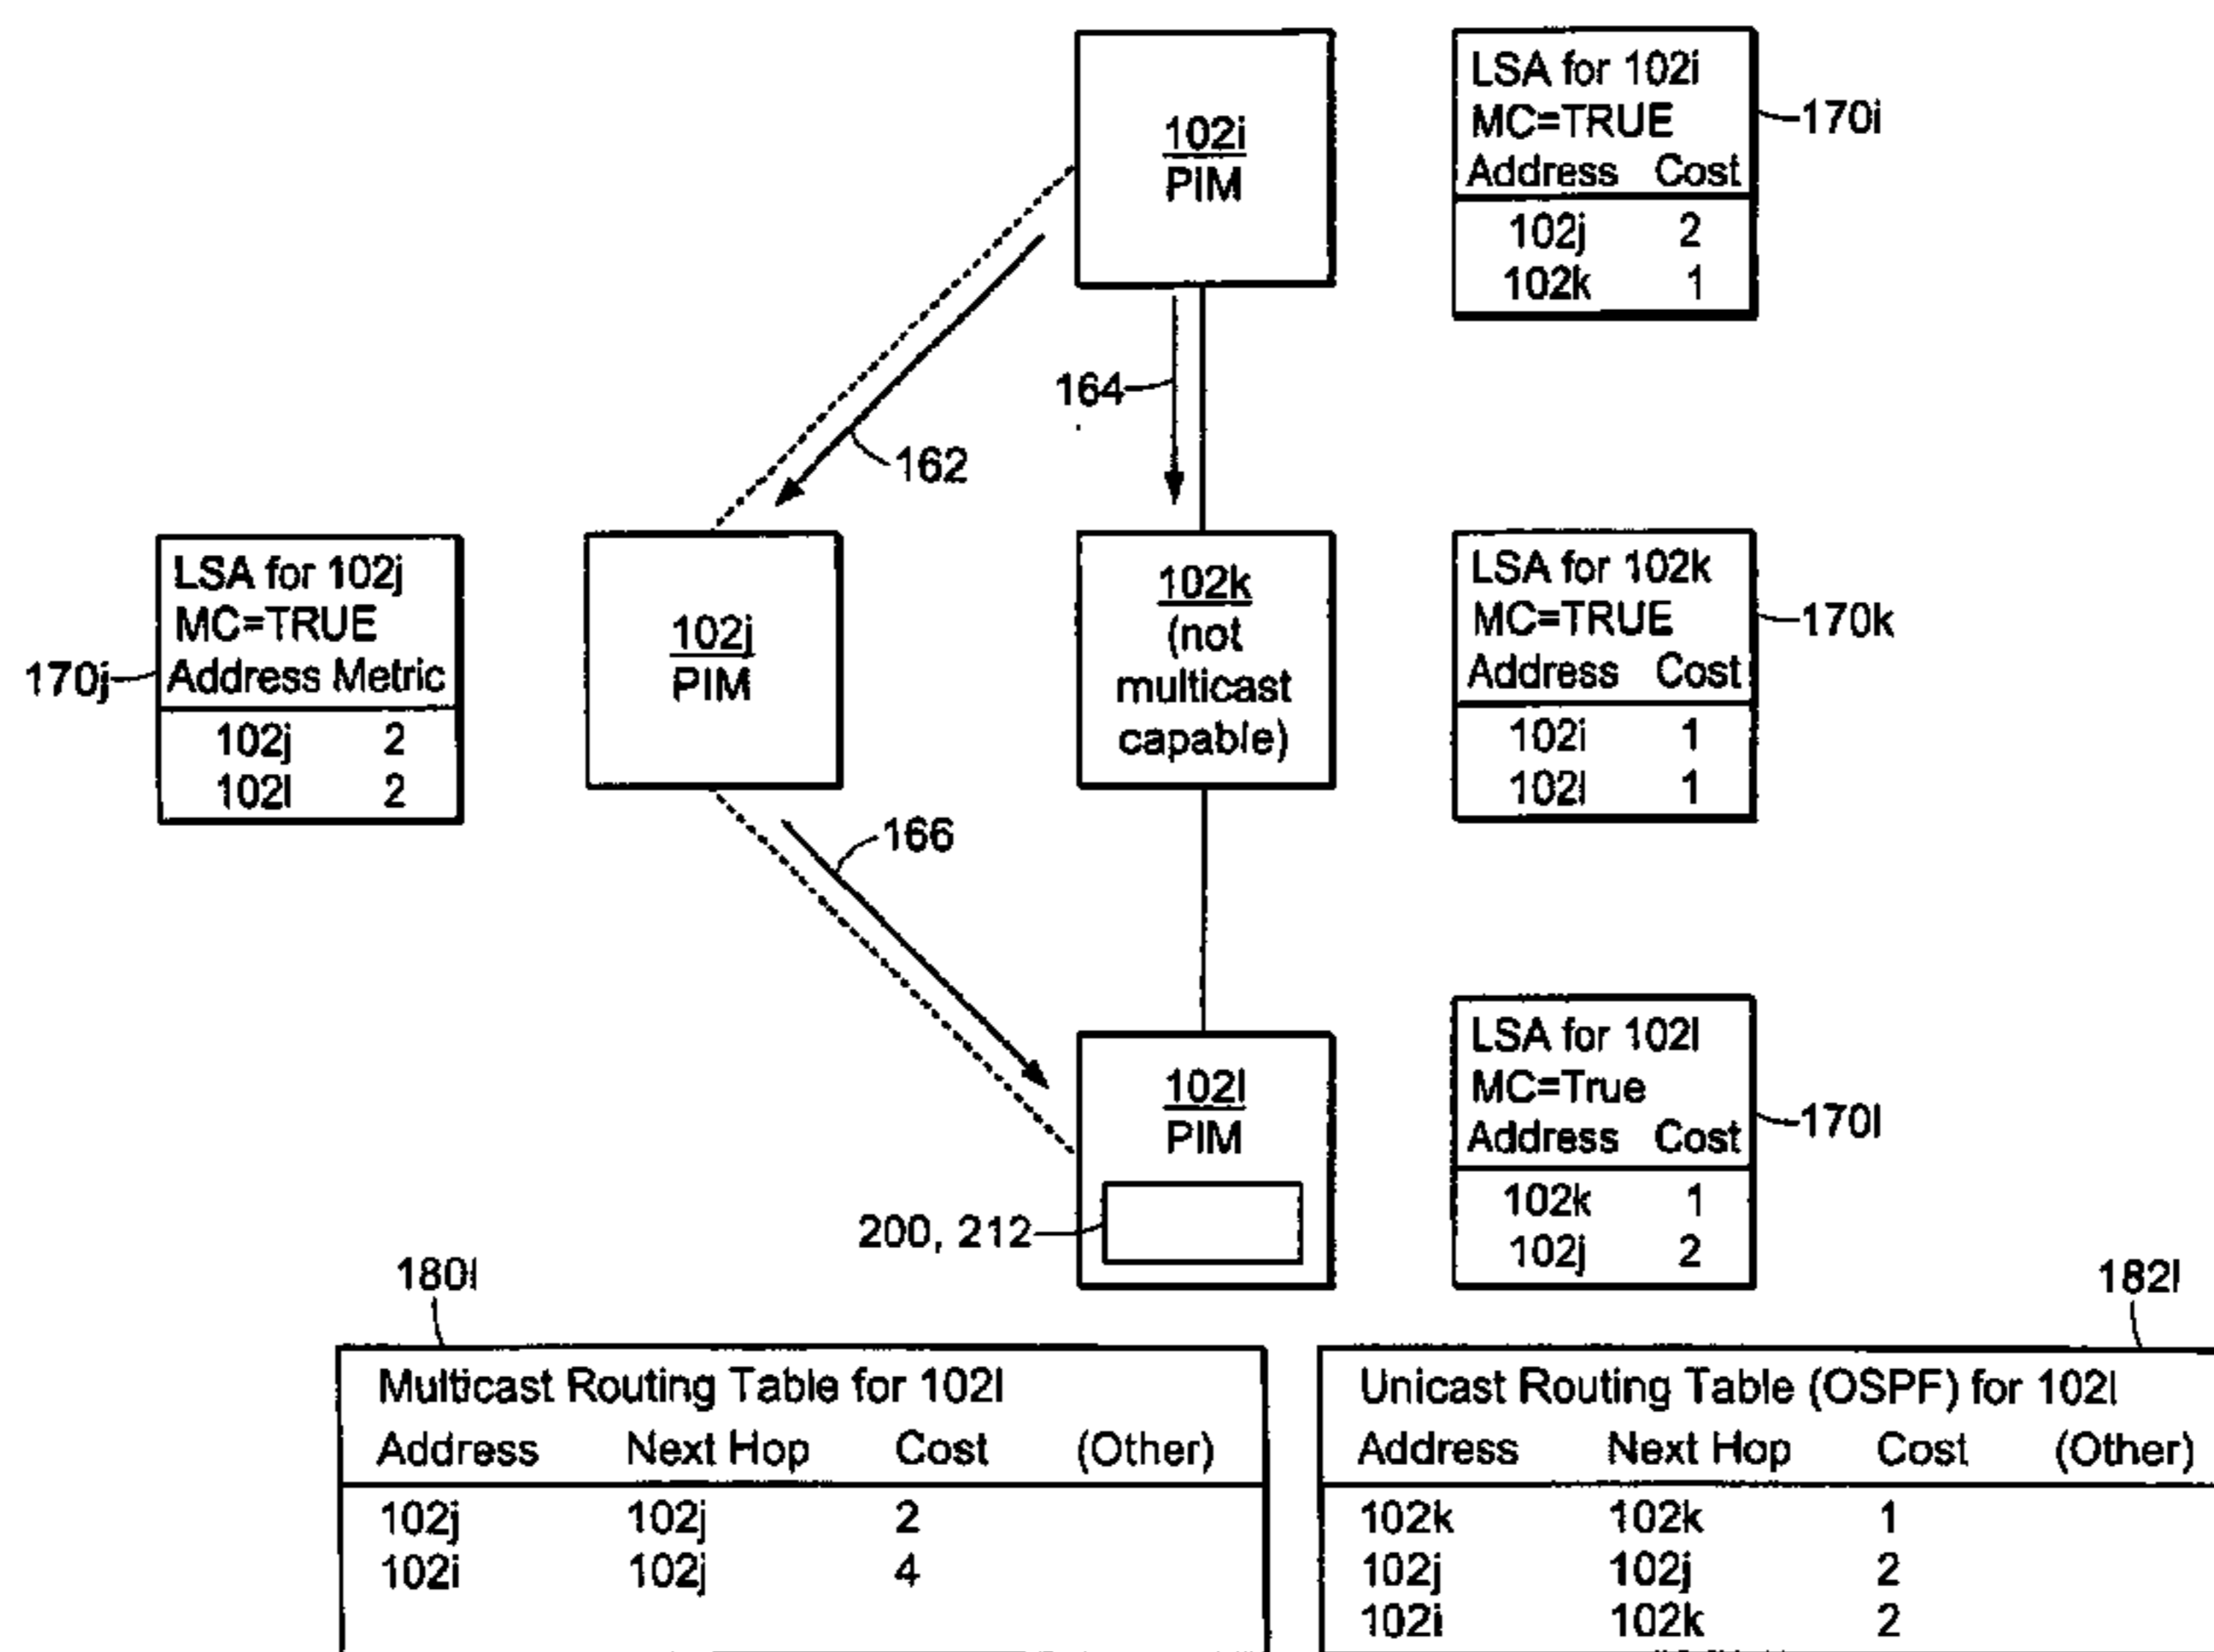 102i
PIM
LSA for 102i
MC=TRUE
Address Cost
102j 2
102k 1
170i
164
162
LSA for 102j
MC=TRUE
Address Metric
102j 2
102l 2
170j
102j
PIM
102k
(not
multicast
capable)
LSA for 102k
MC=TRUE
Address Cost
102i 1
102l 1
170k
166
102l
PIM
200, 212
LSA for 102l
MC=True
Address Cost
102k 1
102j 2
170l
180l
Multicast Routing Table for 102l
Address Next Hop Cost (Other)
102j 102j 2
102i 102j 4
182l
Unicast Routing Table (OSPF) for 102l
Address Next Hop Cost (Other)
102k 102k 1
102j 102j 2
102i 102k 2